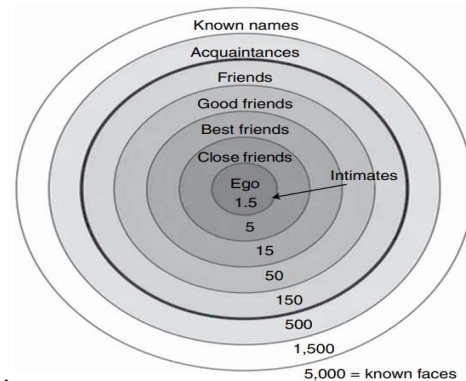 Known names
Acquaintances
Friends
Good friends
Best friends
Close friends
Intimates
Ego
1.5
5
15
50
150
500
1,500
5,000 = known faces